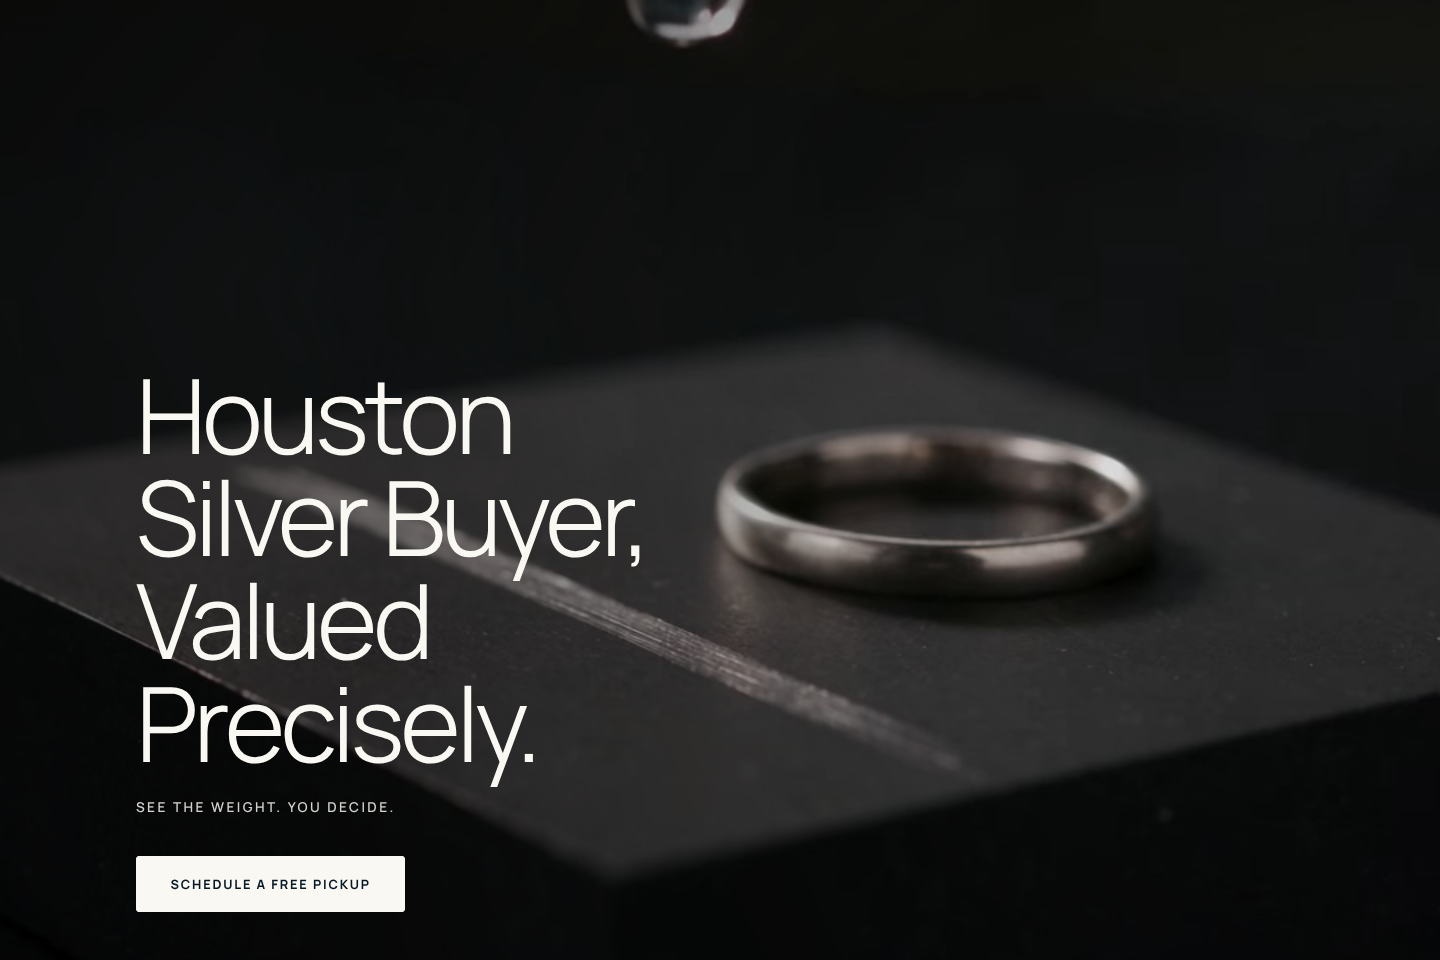 Houston
Silver Buyer,
Valued
Precisely.
SEE THE WEIGHT. YOU DECIDE.
SCHEDULE A FREE PICKUP